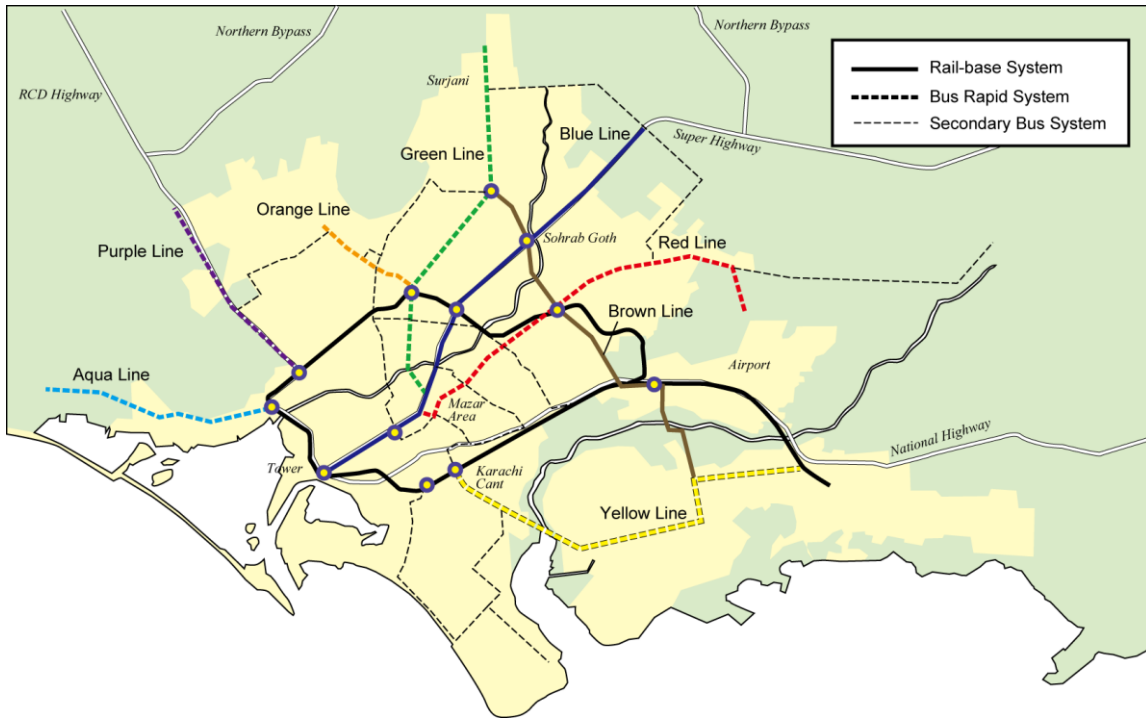 Northern Bypass
Northern Bypass
RCD Highway
Surjani
Rail-base System
Bus Rapid System
Secondary Bus System
Blue Line
Super Highway
Green Line
Orange Line
Purple Line
Sohrab Goth
Red Line
Brown Line
Airport
Aqua Line
Mazar
Area
National Highway
Tower
Karachi
Cant
Yellow Line